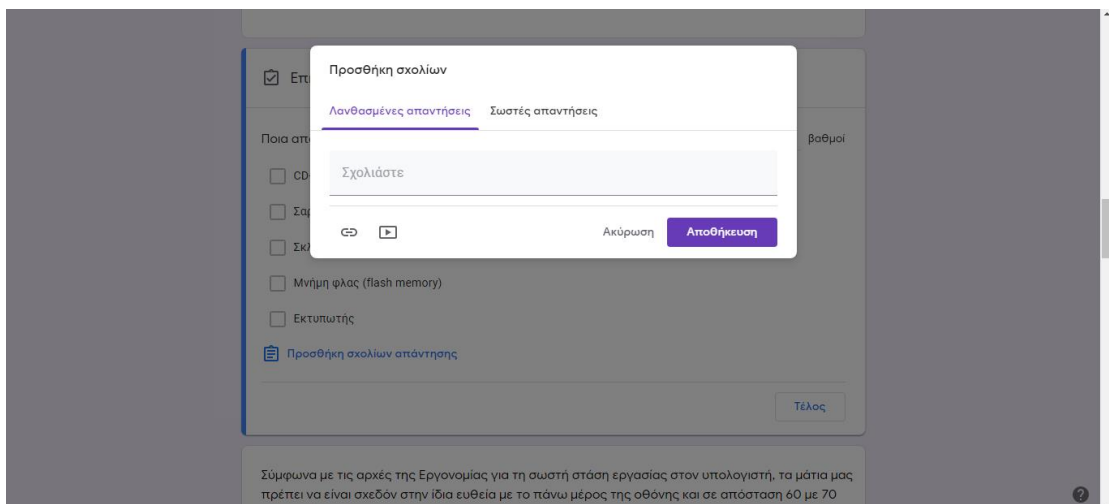 Προσθήκη σχολίων
Λανθασμένες απαντήσεις Σωστές απαντήσεις
Ποια βαθμοί
Σχολιάστε
CD
Ακύρωση Αποθήκευση
Μνήμη φλας (flash memory)
Εκτυπωτής
Προσθήκη σχολίων απάντησης
Τέλος
Σύμφωνα με τις αρχές της Εργονομίας για τη σωστή στάση εργασίας στον υπολογιστή, τα μάτια μας
πρέπει να είναι σχεδόν στην ίδια ευθεία με το πάνω μέρος της οθόνης και σε απόσταση 60 με 70